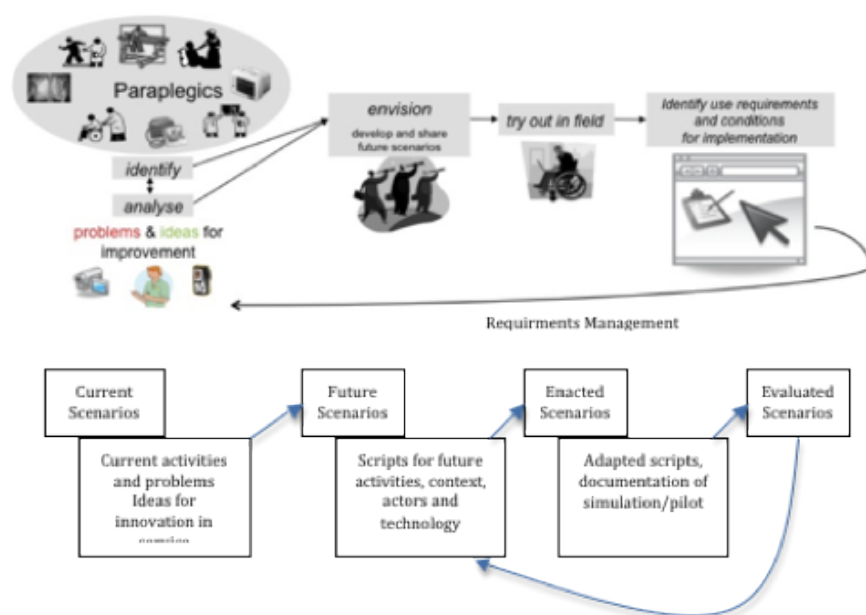 Paraplegics
identify
analyse
problems & ideas for
improvement
envision
develop and share
future scenarios
try out in field
Identify use requirements
and conditions
for implementation
Requirments Management
Current
Scenarios
Current activities
and problems
Ideas for
innovation in
Future
Scenarios
Scripts for future
activities, context,
actors and
technology
Enacted
Scenarios
Adapted scripts,
documentation of
simulation/pilot
Evaluated
Scenarios